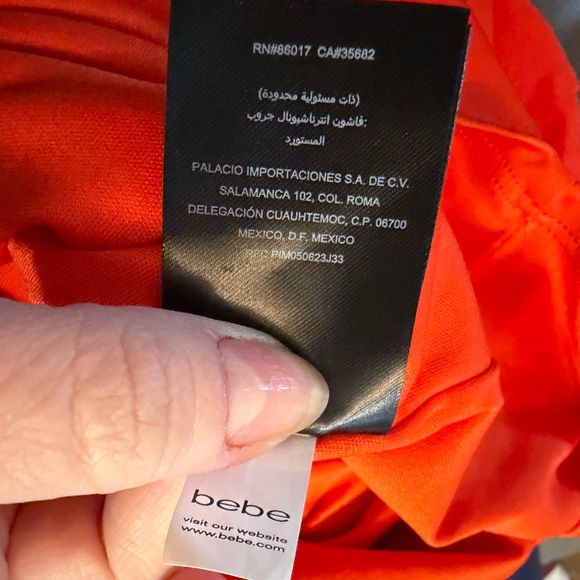 RN#86017 CA#35682
(ذات مسئولية محدودة)
فاشون انترناشيونال جروب:
المستورد
PALACIO IMPORTACIONES S.A. DE C.V.
SALAMANCA 102, COL. ROMA
DELEGACIÓN CUAUHTEMOC, C.P. 06700
MEXICO, D.F. MEXICO
RFC PIM050623J33
bebe
visit our website
www.bebe.com